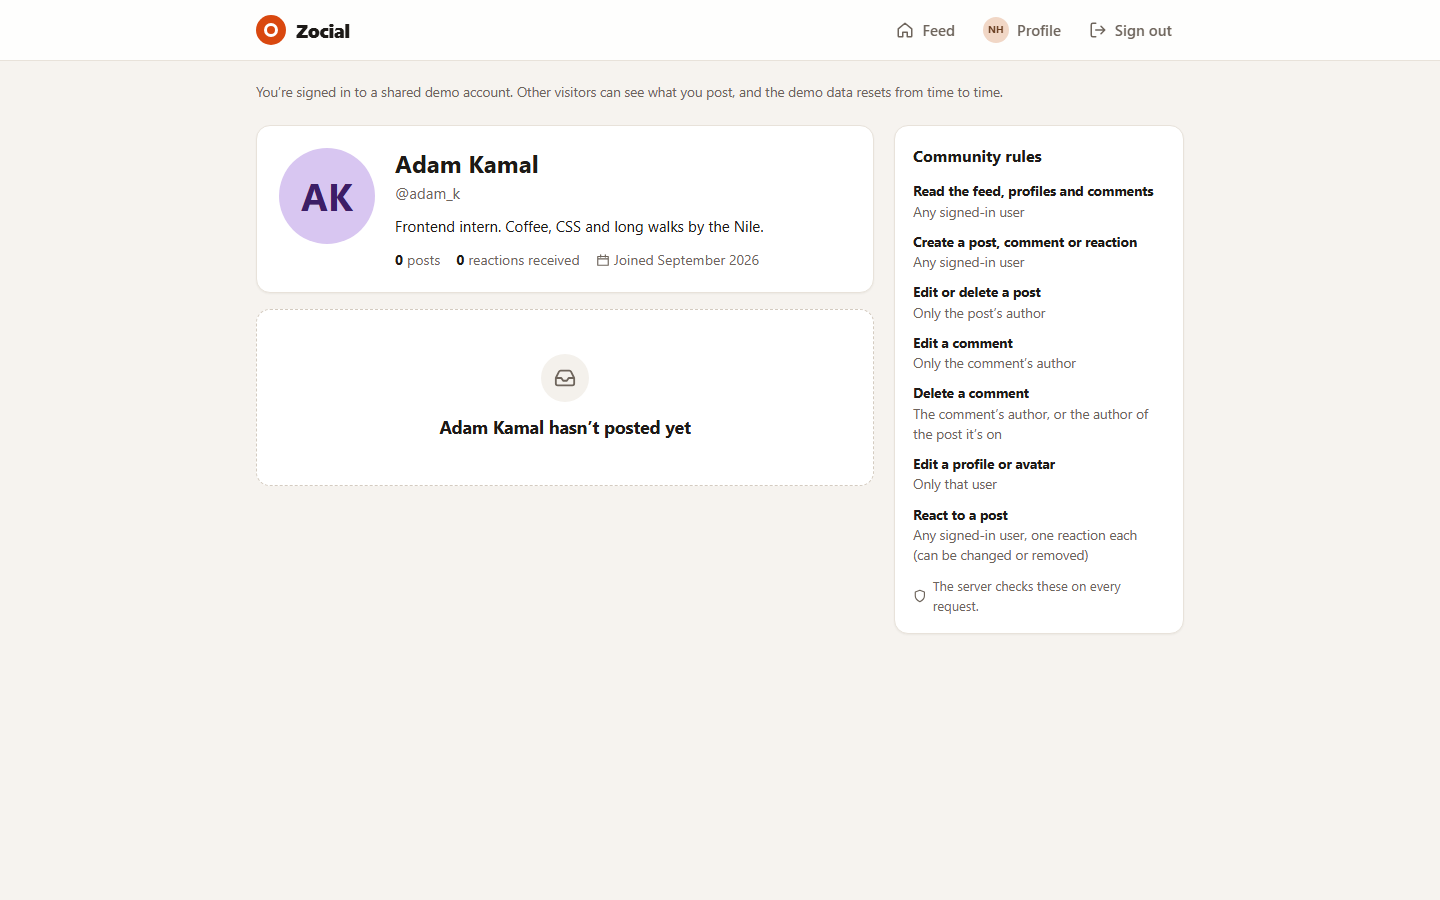 Zocial
Feed
NH
Profile
Sign out
You’re signed in to a shared demo account. Other visitors can see what you post, and the demo data resets from time to time.
AK
Adam Kamal
@adam_k
Frontend intern. Coffee, CSS and long walks by the Nile.
0 posts
0 reactions received
Joined September 2026
Adam Kamal hasn’t posted yet
Community rules
Read the feed, profiles and comments
Any signed-in user
Create a post, comment or reaction
Any signed-in user
Edit or delete a post
Only the post’s author
Edit a comment
Only the comment’s author
Delete a comment
The comment’s author, or the author of
the post it’s on
Edit a profile or avatar
Only that user
React to a post
Any signed-in user, one reaction each
(can be changed or removed)
The server checks these on every
request.